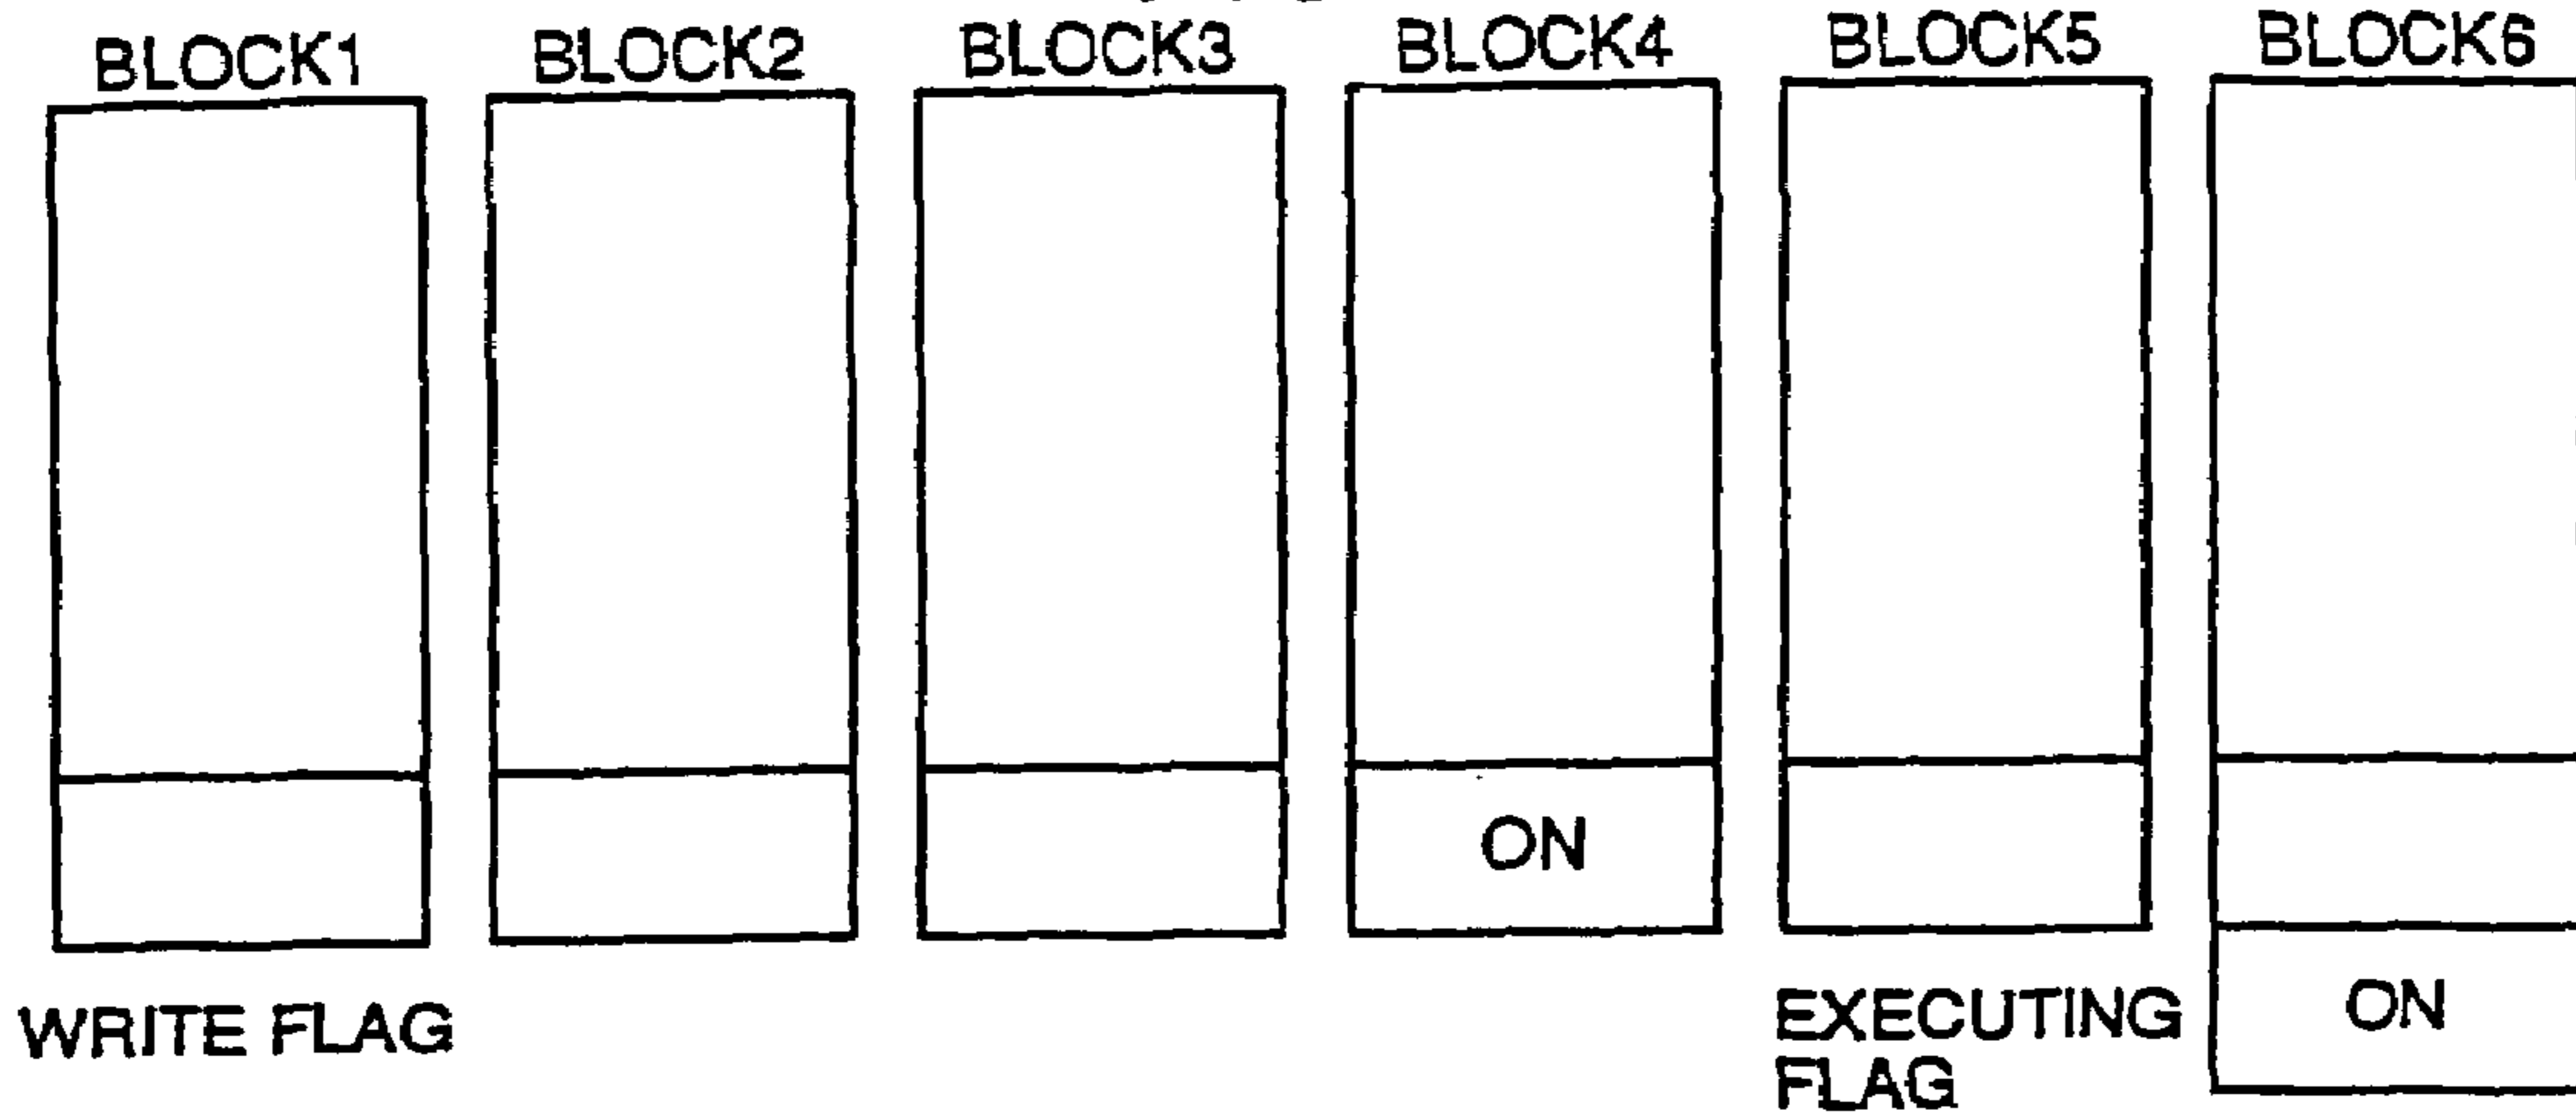 BLOCK1 BLOCK2 BLOCK3 BLOCK4 BLOCK5 BLOCK6
ON
WRITE FLAG
EXECUTING
FLAG
ON